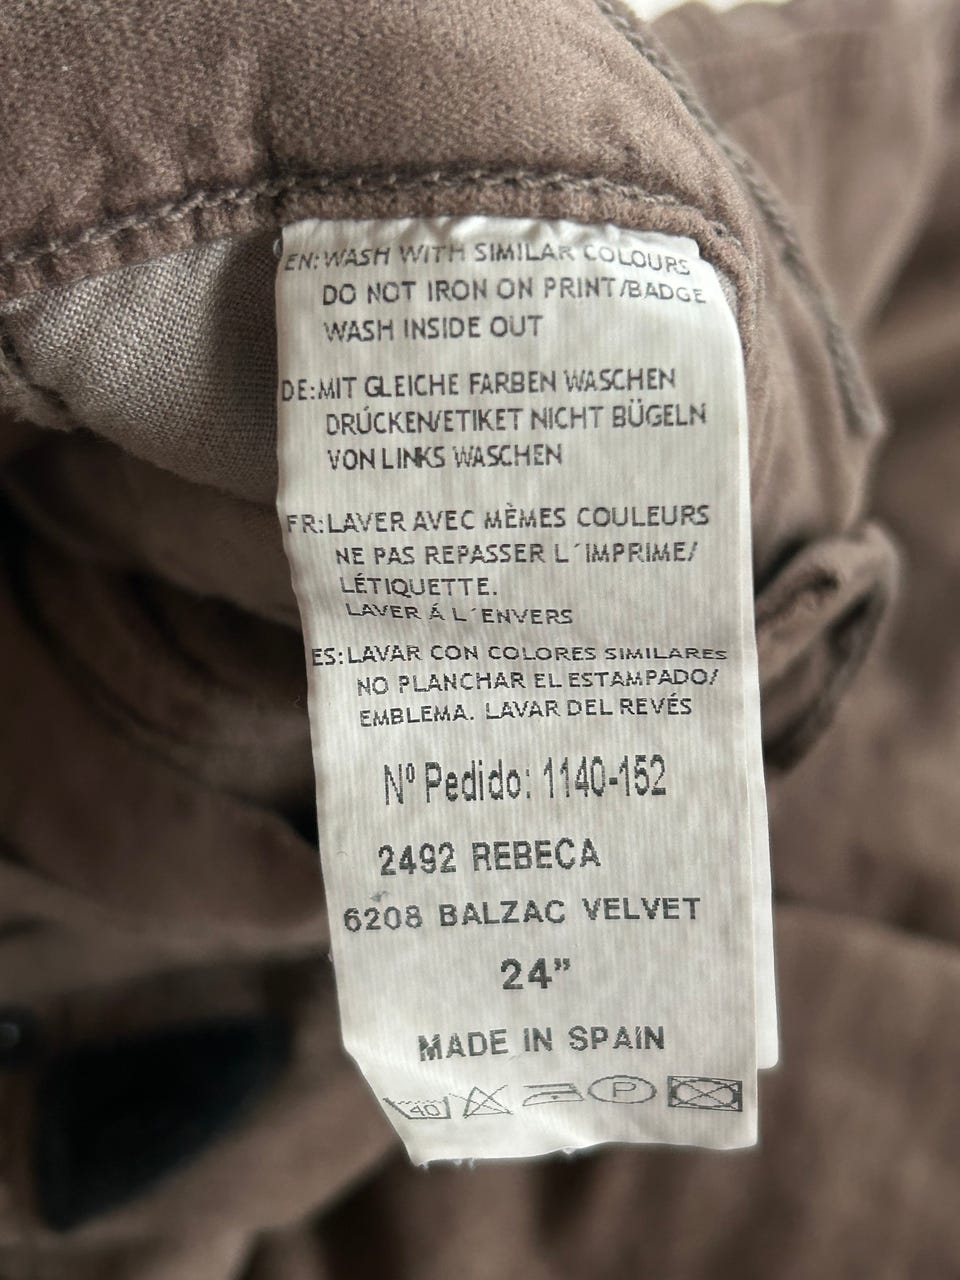 EN:WASH WITH SIMILAR COLOURS
DO NOT IRON ON PRINT/BADGE
WASH INSIDE OUT
DE:MIT GLEICHE FARBEN WASCHEN
DRÚCKEN/ETIKET NICHT BÜGELN
VON LINKS WASCHEN
FR:LAVER AVEC MÈMES COULEURS
NE PAS REPASSER L´IMPRIME/
LÉTIQUETTE.
LAVER Á L´ENVERS
ES:LAVAR CON COLORES SIMILARES
NO PLANCHAR EL ESTAMPADO/
EMBLEMA. LAVAR DEL REVÉS
Nº Pedido: 1140-152
2492 REBECA
6208 BALZAC VELVET
24”
MADE IN SPAIN
40 P